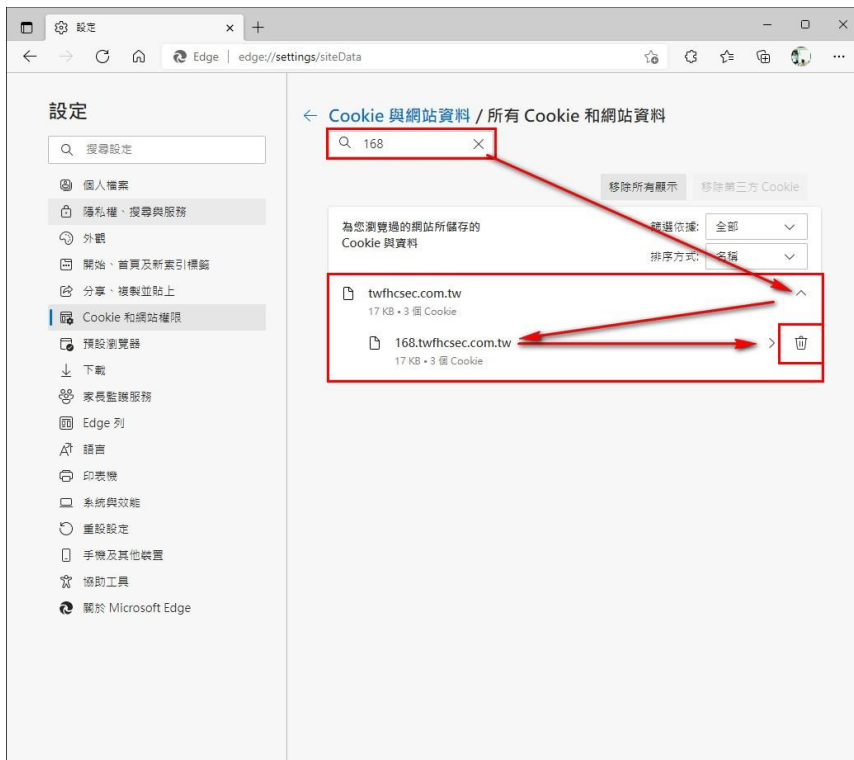 設定
Edge | edge://settings/siteData
設定
搜尋設定
個人檔案
隱私權、搜尋與服務
外觀
開始、首頁及新索引標籤
分享、複製並貼上
Cookie 和網站權限
預設瀏覽器
下載
家長監護服務
Edge 列
語言
印表機
系統與效能
重設設定
手機及其他裝置
協助工具
關於 Microsoft Edge
Cookie 與網站資料 / 所有 Cookie 和網站資料
168
移除所有顯示 移除第三方 Cookie
為您瀏覽過的網站所儲存的
Cookie 與資料
篩選依據: 全部
排序方式: 名稱
twfhcsec.com.tw
17 KB • 3 個 Cookie
168.twfhcsec.com.tw
17 KB • 3 個 Cookie